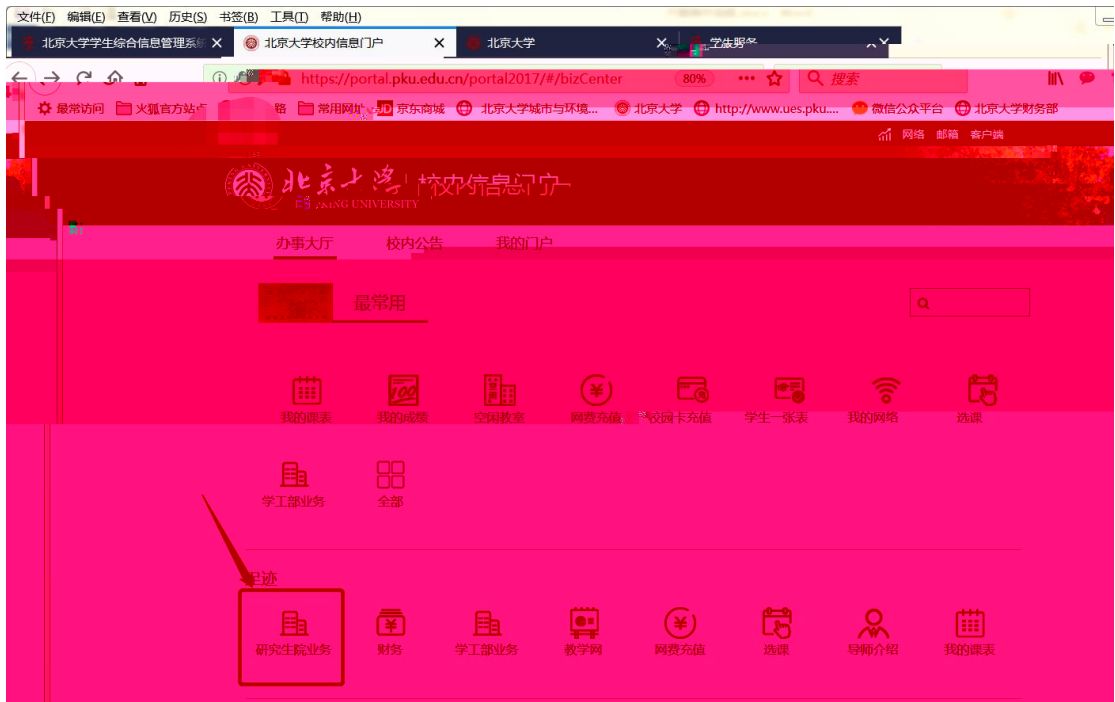 文件(F) 编辑(E) 查看(V) 历史(S) 书签(B) 工具(T) 帮助(H)
北京大学学生综合信息管理系统 北京大学校内信息门户 北京大学
https://portal.pku.edu.cn/portal2017/#/bizCenter 80% 搜索
最常访问 火狐官方站点 常用网址 JD 京东商城 北京大学城市与环境... 北京大学 http://www.ues.pku.... 微信公众平台 北京大学财务部
网络 邮箱 客户端
北京大学 校内信息门户
UNIVERSITY
办事大厅 校内公告 我的门户
最常用
我的课表 我的成绩 空闲教室 网费充值 校园卡充值 学生一张表 我的网络 选课
学工部业务 全部
足迹
研究生院业务 财务 学工部业务 教学网 网费充值 选课 导师介绍 我的课表